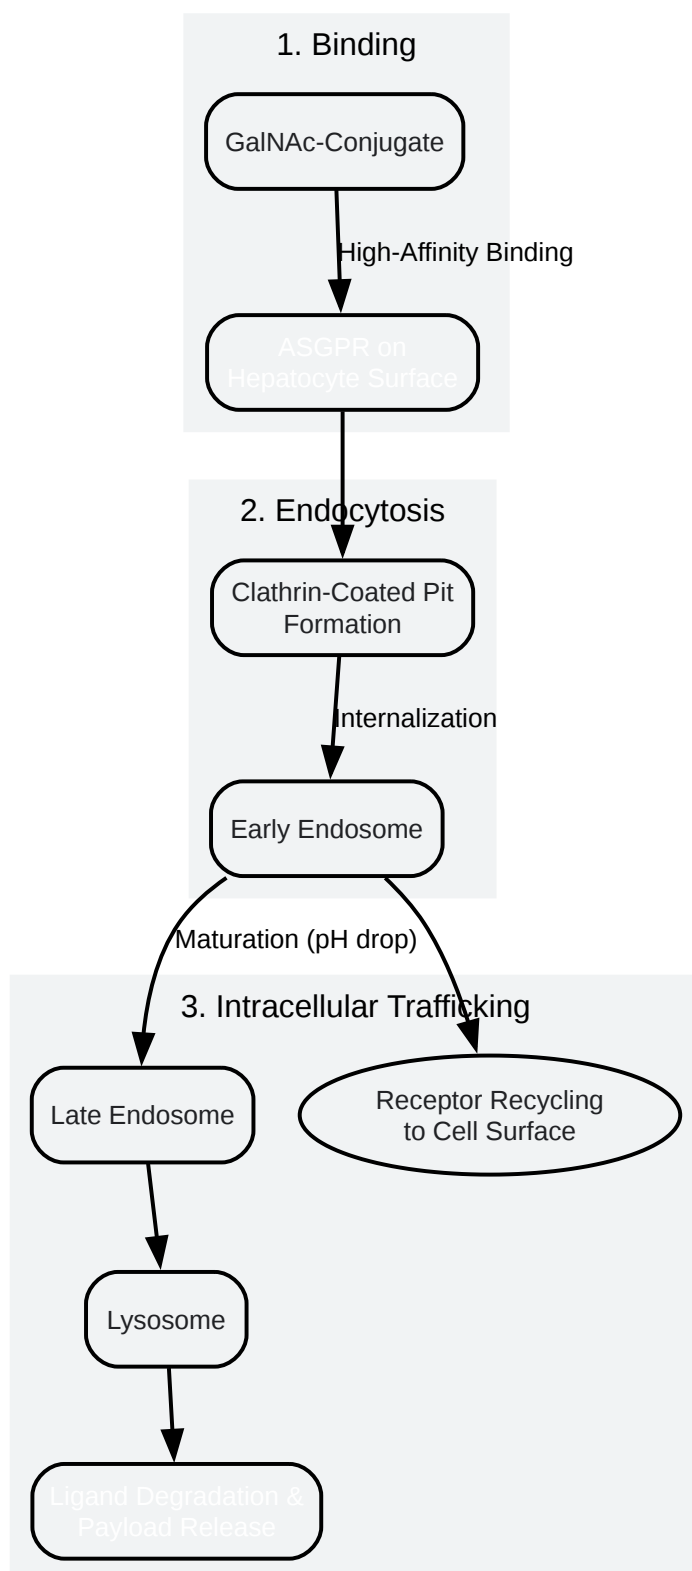 1. Binding
GalNAc-Conjugate
High-Affinity Binding
ASGPR on
Hepatocyte Surface
2. Endocytosis
Clathrin-Coated Pit
Formation
Internalization
Early Endosome
Maturation (pH drop)
3. Intracellular Trafficking
Late Endosome
Receptor Recycling
to Cell Surface
Lysosome
Ligand Degradation &
Payload Release